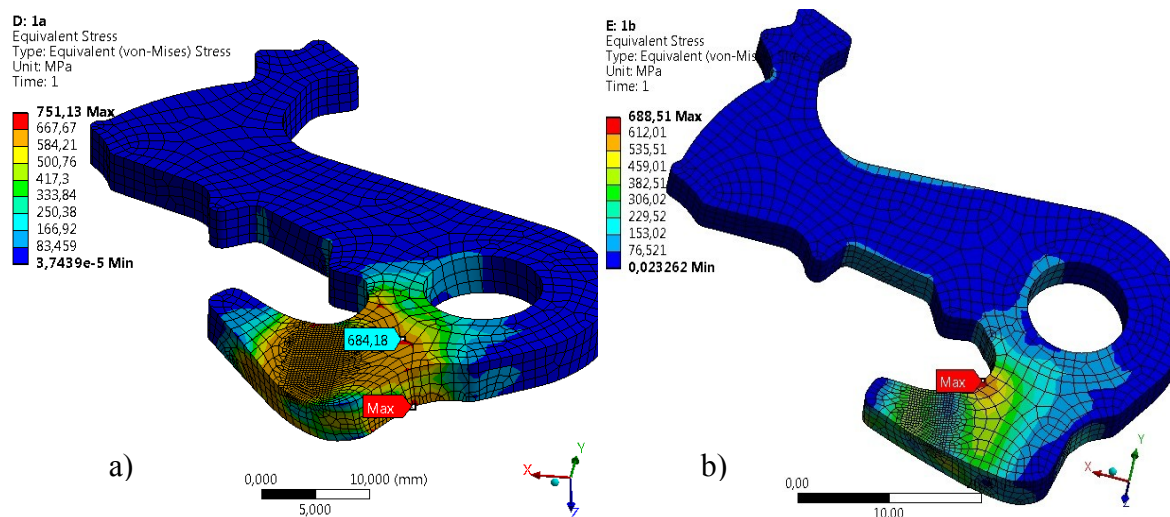 D: 1a
Equivalent Stress
Type: Equivalent (von-Mises) Stress
Unit: MPa
Time: 1
751,13 Max
667,67
584,21
500,76
417,3
333,84
250,38
166,92
83,459
3,7439e-5 Min
684,18
Max
a)
0,000
10,000 (mm)
5,000
X
Y
Z
E: 1b
Equivalent Stress
Type: Equivalent (von-Mises) Stress
Unit: MPa
Time: 1
688,51 Max
612,01
535,51
459,01
382,51
306,02
229,52
153,02
76,521
0,023262 Min
Max
b)
0,00
10,00
X
Y
Z